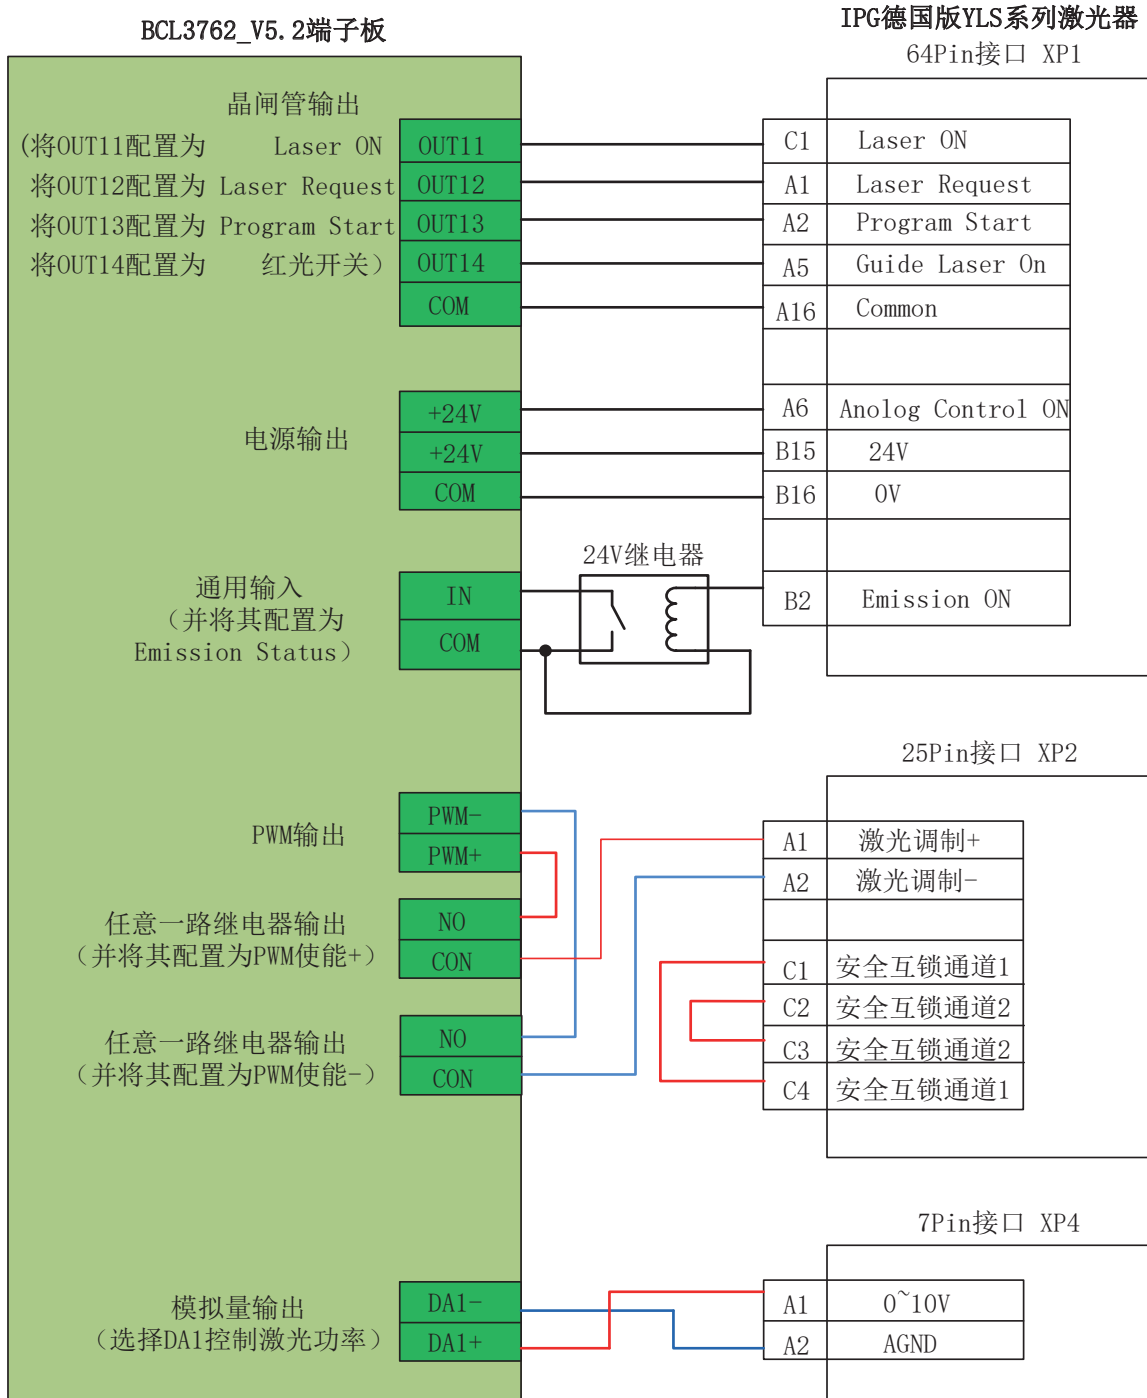 BCL3762_V5.2端子板
IPG德国版YLS系列激光器
64Pin接口 XP1
晶闸管输出
(将OUT11配置为 Laser ON OUT11 C1 Laser ON
将OUT12配置为 Laser Request OUT12 A1 Laser Request
将OUT13配置为 Program Start OUT13 A2 Program Start
将OUT14配置为 红光开关） OUT14 A5 Guide Laser On
COM A16 Common
电源输出
+24V A6 Anolog Control ON
+24V B15 24V
COM B16 0V
24V继电器
通用输入
（并将其配置为
Emission Status）
IN
COM
B2 Emission ON
25Pin接口 XP2
PWM输出
PWM-
PWM+
A1 激光调制+
A2 激光调制-
任意一路继电器输出
（并将其配置为PWM使能+）
NO
CON
C1 安全互锁通道1
C2 安全互锁通道2
C3 安全互锁通道2
C4 安全互锁通道1
任意一路继电器输出
（并将其配置为PWM使能-）
NO
CON
7Pin接口 XP4
模拟量输出
（选择DA1控制激光功率）
DA1-
DA1+
A1 0~10V
A2 AGND